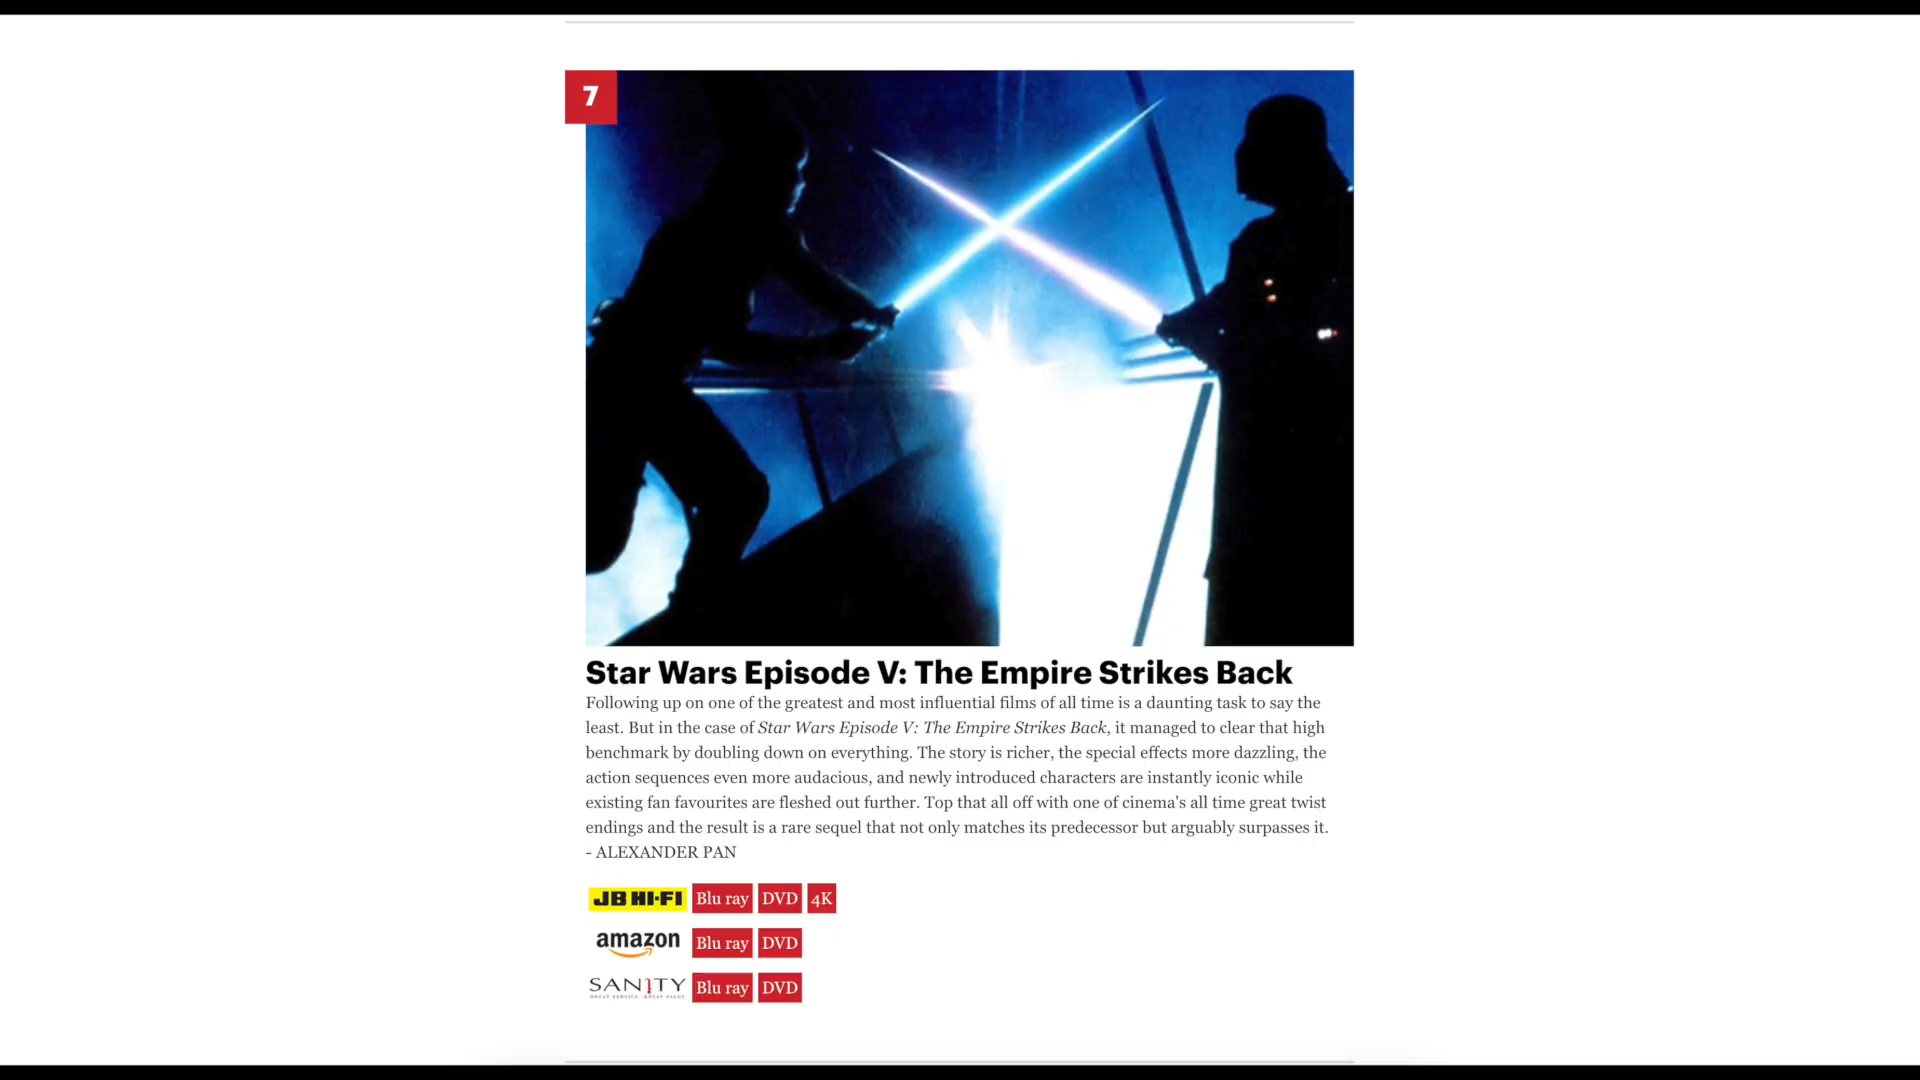 7
Star Wars Episode V: The Empire Strikes Back
Following up on one of the greatest and most influential films of all time is a daunting task to say the
least. But in the case of Star Wars Episode V: The Empire Strikes Back, it managed to clear that high
benchmark by doubling down on everything. The story is richer, the special effects more dazzling, the
action sequences even more audacious, and newly introduced characters are instantly iconic while
existing fan favourites are fleshed out further. Top that all off with one of cinema's all time great twist
endings and the result is a rare sequel that not only matches its predecessor but arguably surpasses it.
- ALEXANDER PAN
JB HI-FI Blu ray DVD 4K
amazon Blu ray DVD
SANITY Blu ray DVD
GREAT SERVICE. GREAT VALUE